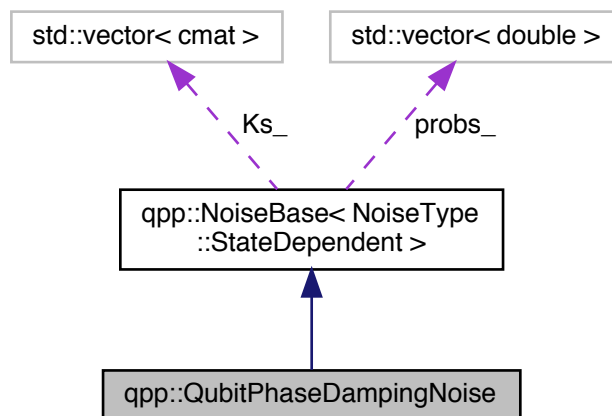 std::vector< cmat >
std::vector< double >
Ks_
probs_
qpp::NoiseBase< NoiseType
::StateDependent >
qpp::QubitPhaseDampingNoise